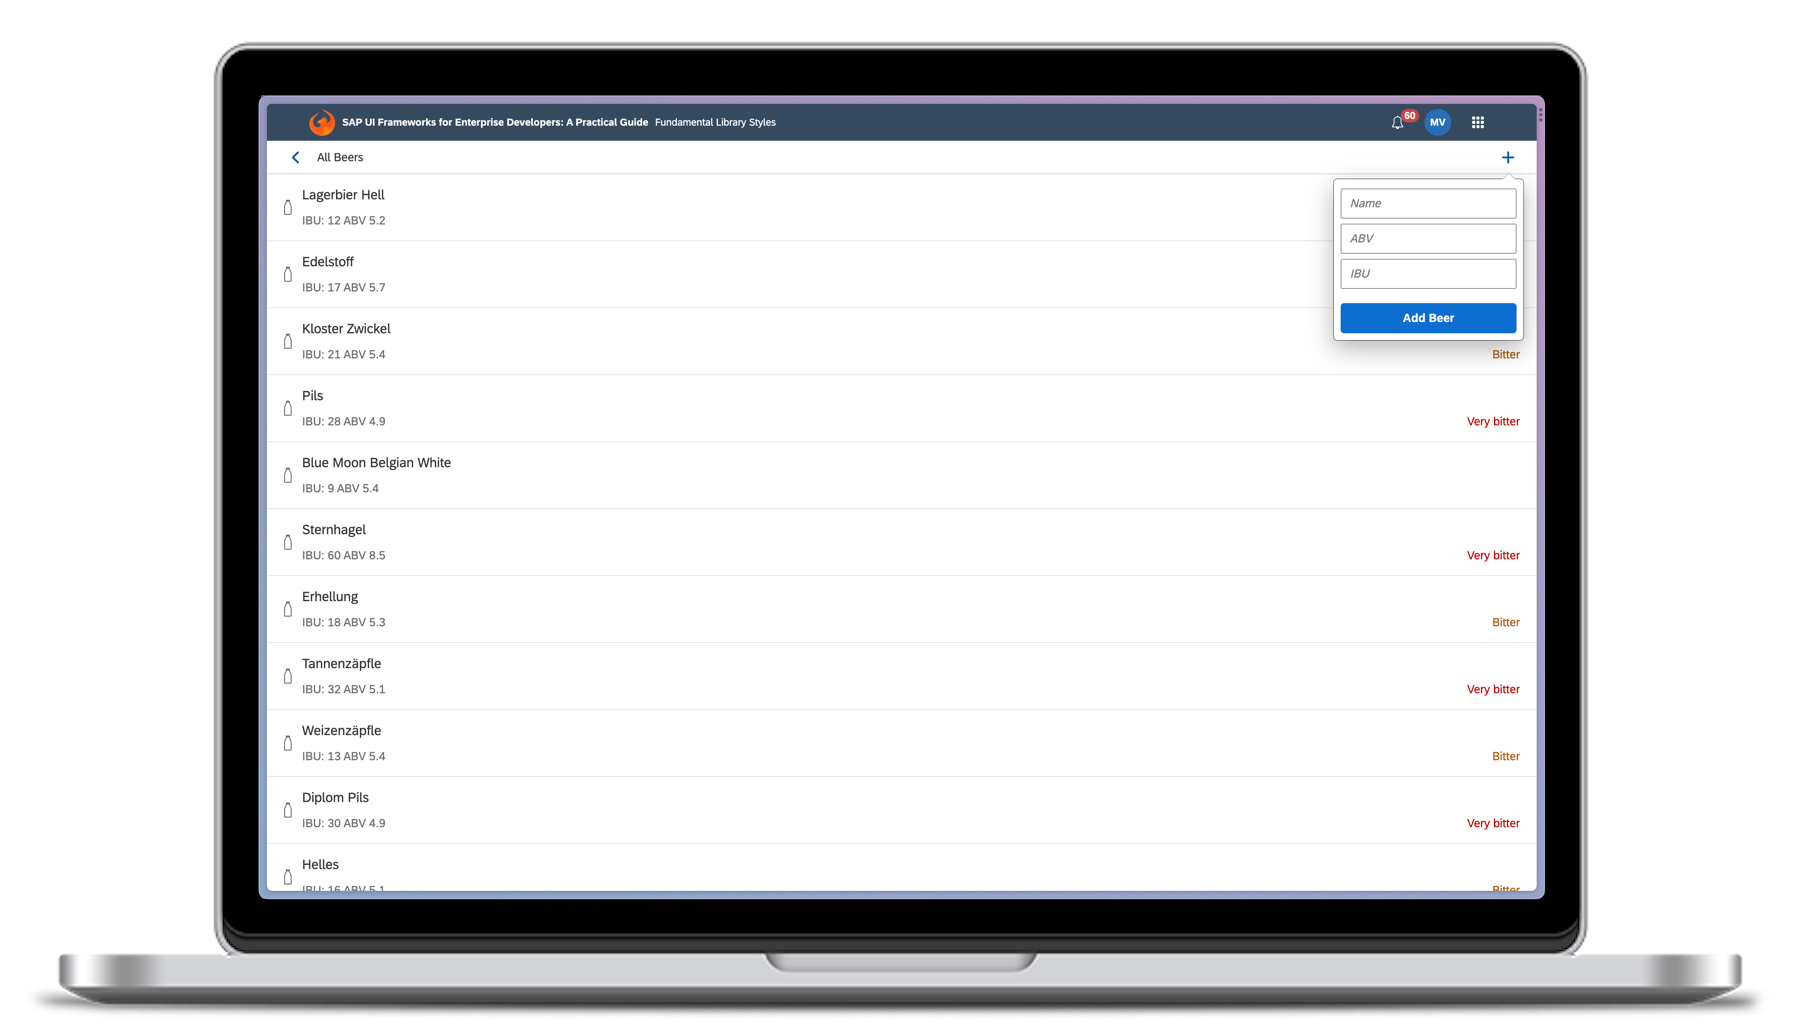 SAP UI Frameworks for Enterprise Developers: A Practical Guide Fundamental Library Styles
60
MV
All Beers
Name
ABV
IBU
Add Beer
Lagerbier Hell
IBU: 12 ABV 5.2
Edelstoff
IBU: 17 ABV 5.7
Kloster Zwickel
IBU: 21 ABV 5.4
Bitter
Pils
IBU: 28 ABV 4.9
Very bitter
Blue Moon Belgian White
IBU: 9 ABV 5.4
Sternhagel
IBU: 60 ABV 8.5
Very bitter
Erhellung
IBU: 18 ABV 5.3
Bitter
Tannenzäpfle
IBU: 32 ABV 5.1
Very bitter
Weizenzäpfle
IBU: 13 ABV 5.4
Bitter
Diplom Pils
IBU: 30 ABV 4.9
Very bitter
Helles
IBU: 16 ABV 5.1
Bitter